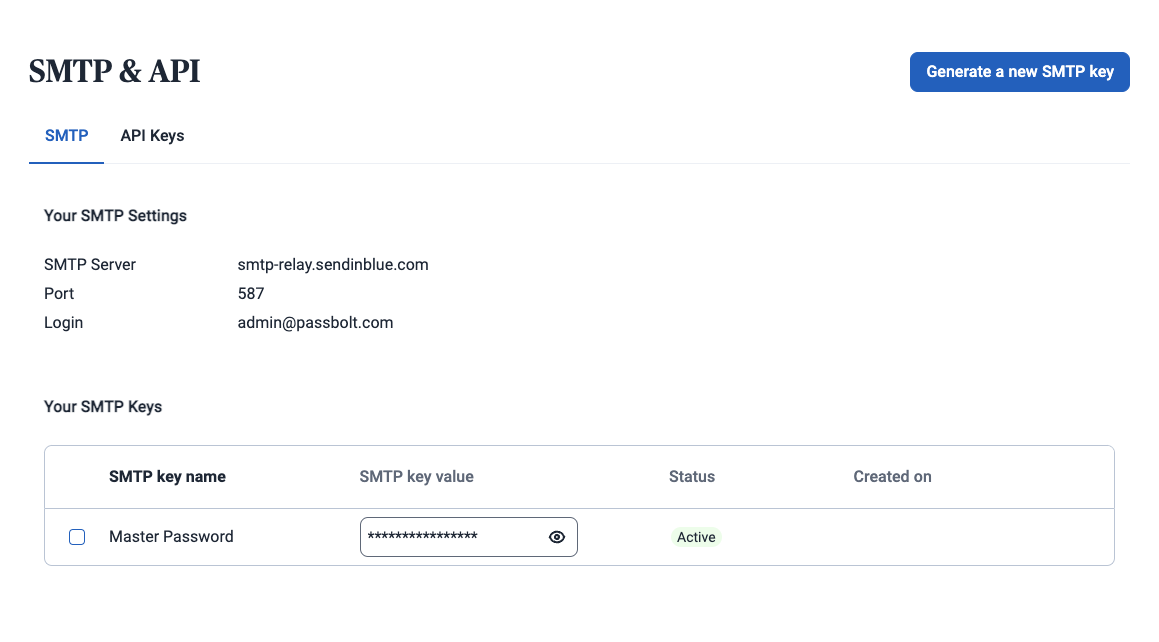 SMTP & API
Generate a new SMTP key
SMTP API Keys
Your SMTP Settings
SMTP Server smtp-relay.sendinblue.com
Port 587
Login admin@passbolt.com
Your SMTP Keys
SMTP key name SMTP key value Status Created on
Master Password **************** Active